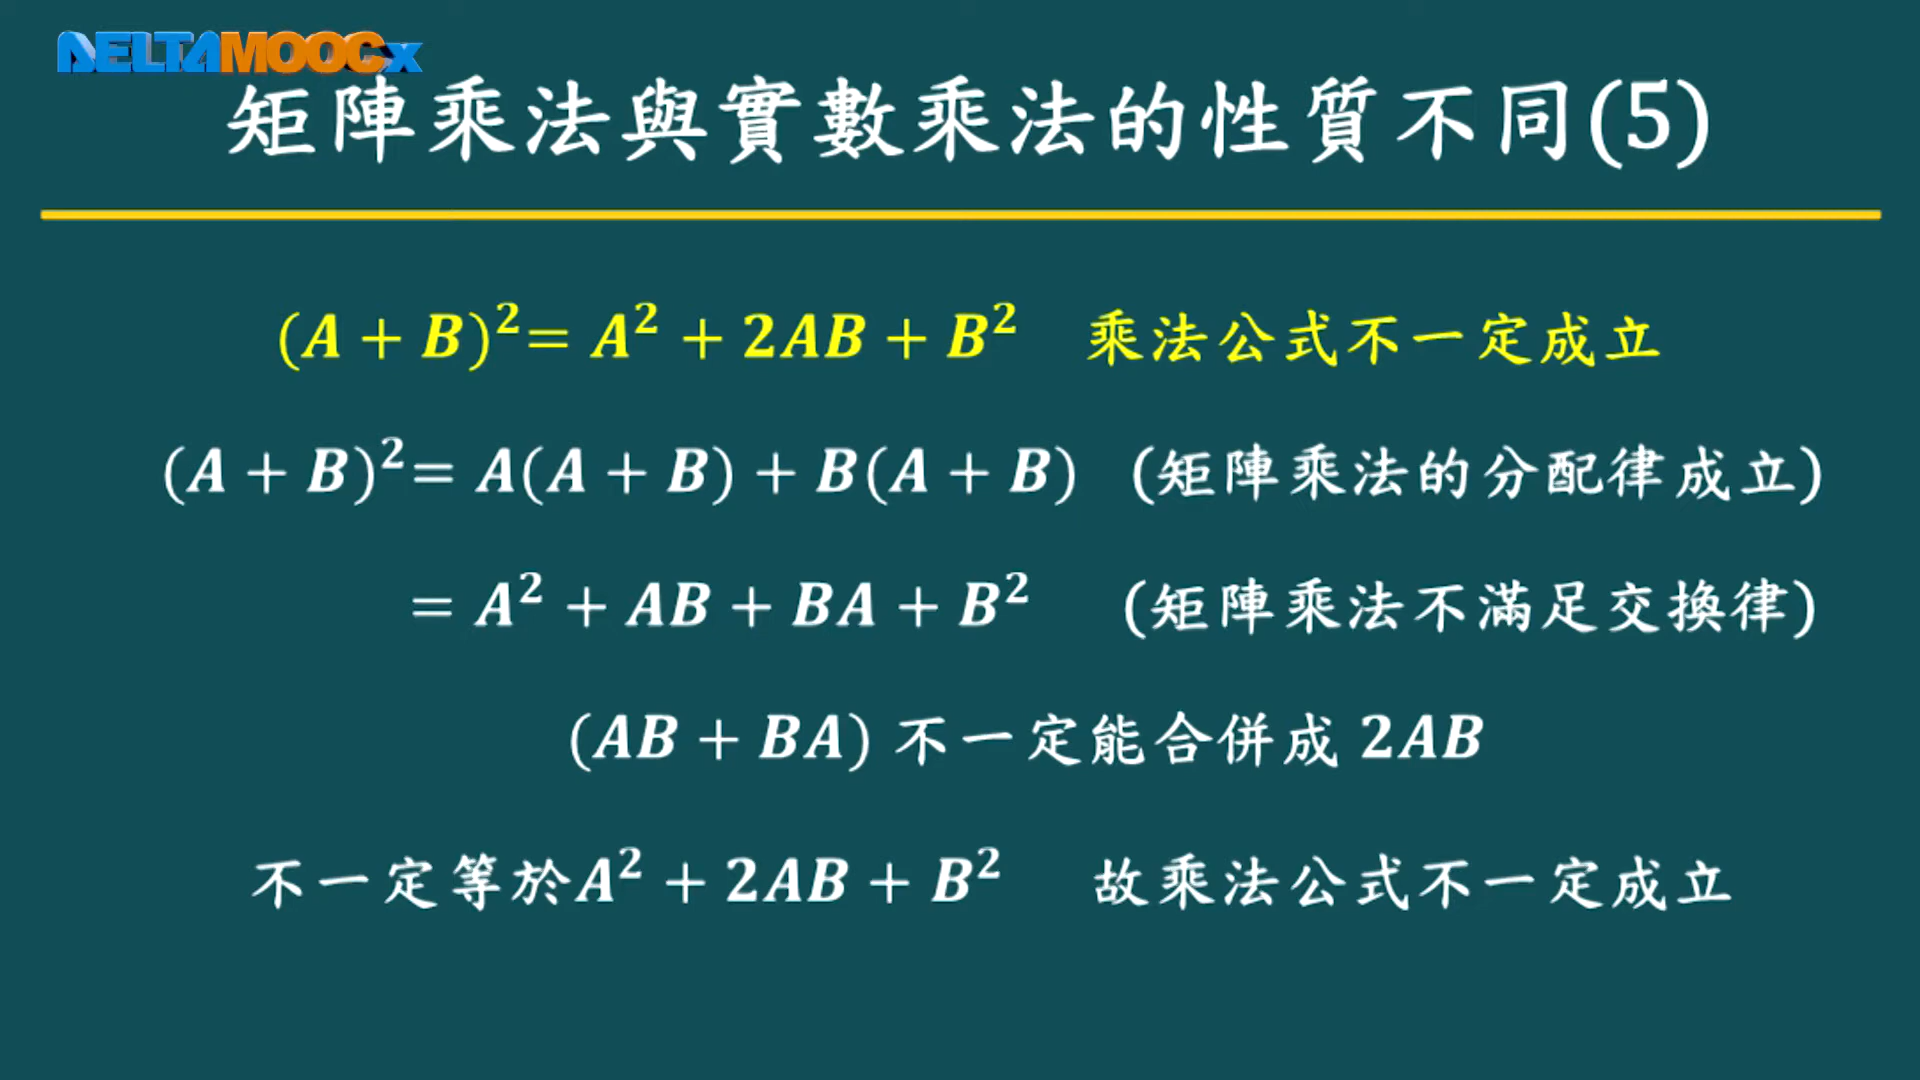 DELTAMOOCx
矩陣乘法與實數乘法的性質不同(5)
(A + B)²= A² + 2AB + B² 乘法公式不一定成立
(A + B)²= A(A + B) + B(A + B) (矩陣乘法的分配律成立)
= A² + AB + BA + B² (矩陣乘法不滿足交換律)
(AB + BA) 不一定能合併成 2AB
不一定等於A² + 2AB + B² 故乘法公式不一定成立